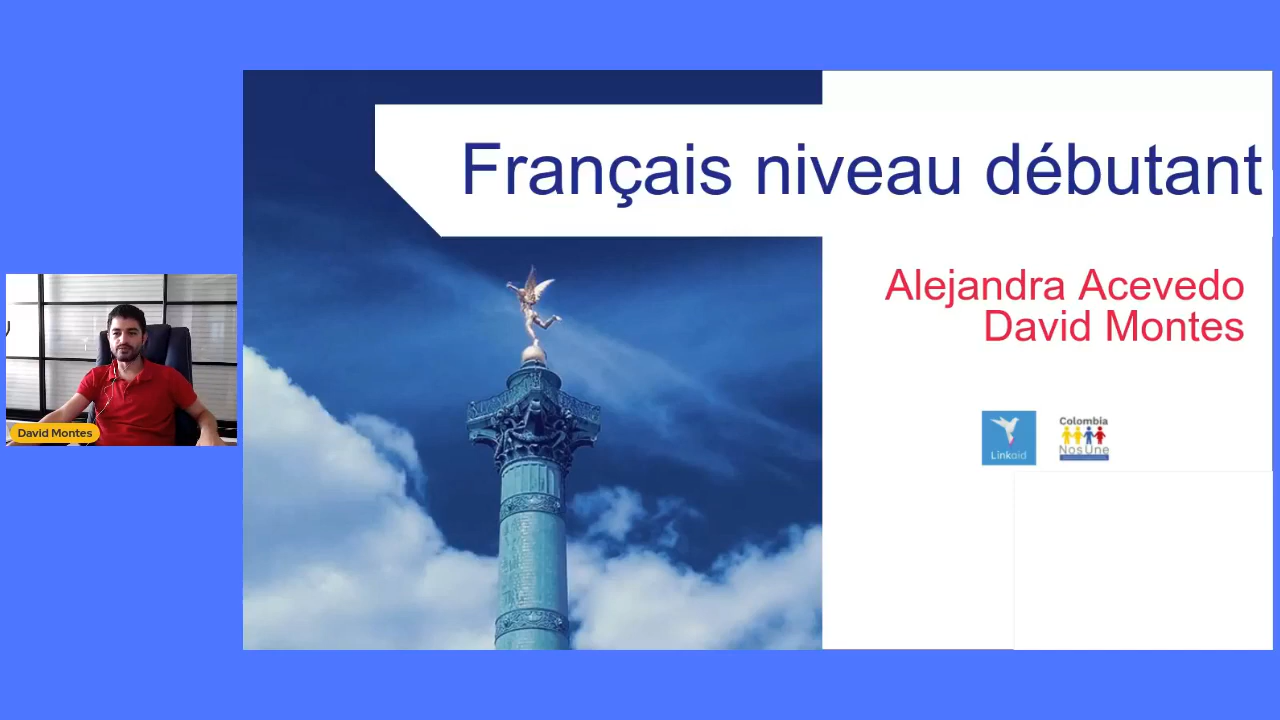 Français niveau débutant
Alejandra Acevedo
David Montes
Linkaid
Colombia
Nos Une
David Montes